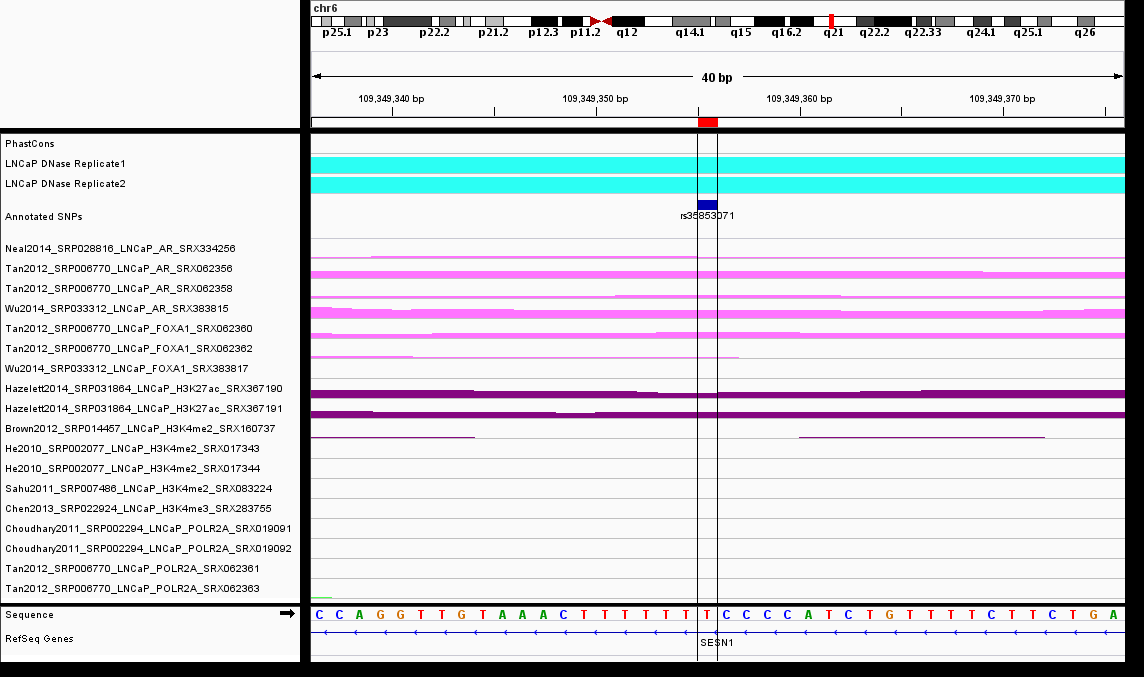 chr6
p25.1 p23 p22.2 p21.2 p12.3 p11.2 q12 q14.1 q15 q16.2 q21 q22.2 q22.33 q24.1 q25.1 q26
40 bp
109,349,340 bp 109,349,350 bp 109,349,360 bp 109,349,370 bp
PhastCons
LNCaP DNase Replicate1
LNCaP DNase Replicate2
Annotated SNPs rs35853071
Neal2014_SRP028816_LNCaP_AR_SRX334256
Tan2012_SRP006770_LNCaP_AR_SRX062356
Tan2012_SRP006770_LNCaP_AR_SRX062358
Wu2014_SRP033312_LNCaP_AR_SRX383815
Tan2012_SRP006770_LNCaP_FOXA1_SRX062360
Tan2012_SRP006770_LNCaP_FOXA1_SRX062362
Wu2014_SRP033312_LNCaP_FOXA1_SRX383817
Hazelett2014_SRP031864_LNCaP_H3K27ac_SRX367190
Hazelett2014_SRP031864_LNCaP_H3K27ac_SRX367191
Brown2012_SRP014457_LNCaP_H3K4me2_SRX160737
He2010_SRP002077_LNCaP_H3K4me2_SRX017343
He2010_SRP002077_LNCaP_H3K4me2_SRX017344
Sahu2011_SRP007486_LNCaP_H3K4me2_SRX083224
Chen2013_SRP022924_LNCaP_H3K4me3_SRX283755
Choudhary2011_SRP002294_LNCaP_POLR2A_SRX019091
Choudhary2011_SRP002294_LNCaP_POLR2A_SRX019092
Tan2012_SRP006770_LNCaP_POLR2A_SRX062361
Tan2012_SRP006770_LNCaP_POLR2A_SRX062363
Sequence C C A G G T T G T A A A C T T T T T T T C C C C A T C T G T T T T C T T C T G A
RefSeq Genes
SESN1